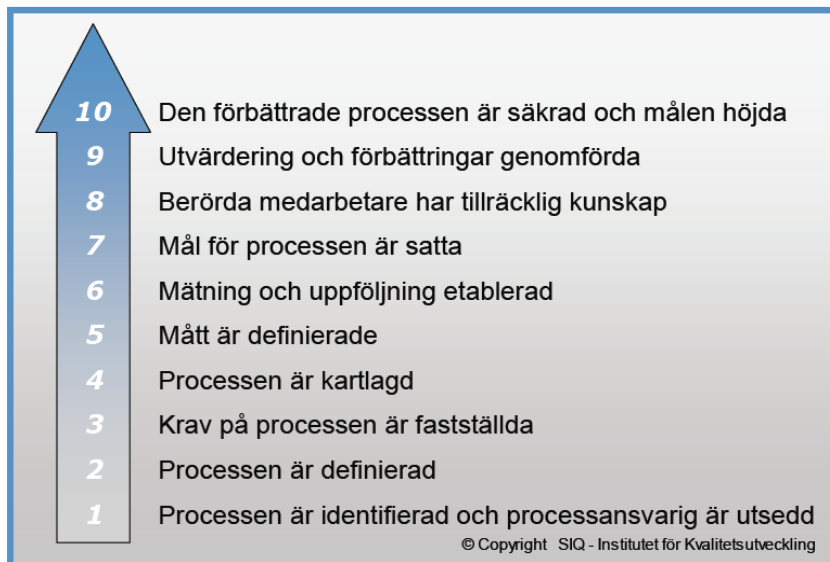 10 Den förbättrade processen är säkrad och målen höjda
9 Utvärdering och förbättringar genomförda
8 Berörda medarbetare har tillräcklig kunskap
7 Mål för processen är satta
6 Mätning och uppföljning etablerad
5 Mått är definierade
4 Processen är kartlagd
3 Krav på processen är fastställda
2 Processen är definierad
1 Processen är identifierad och processansvarig är utsedd
© Copyright SIQ - Institutet för Kvalitetsutveckling